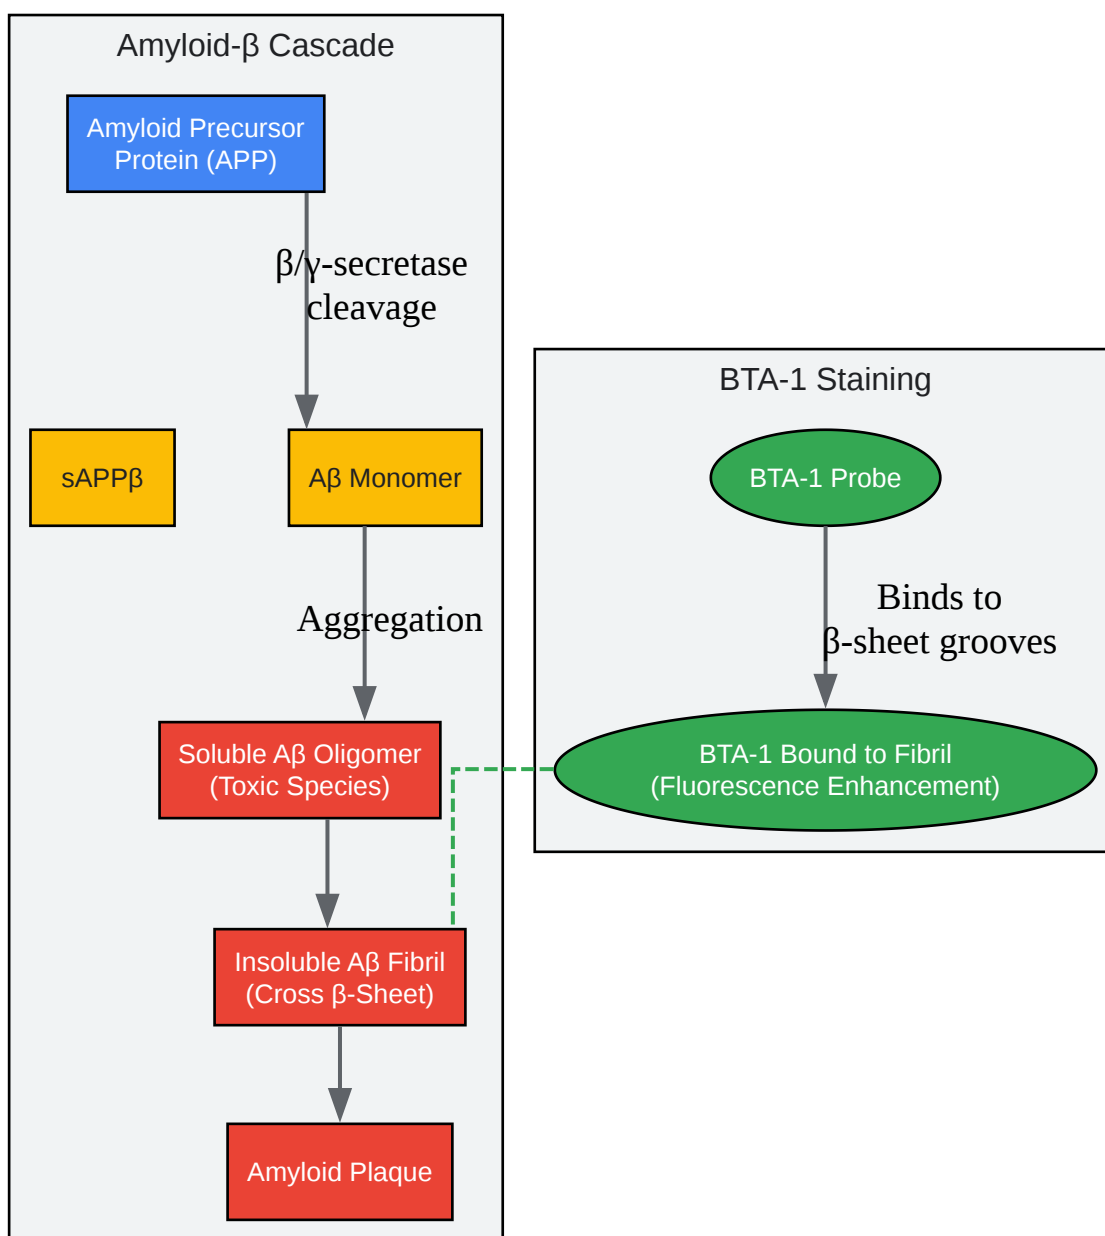 Amyloid-β Cascade
Amyloid Precursor
Protein (APP)
β/γ-secretase
cleavage
sAPPβ
Aβ Monomer
Aggregation
Soluble Aβ Oligomer
(Toxic Species)
Insoluble Aβ Fibril
(Cross β-Sheet)
Amyloid Plaque
BTA-1 Staining
BTA-1 Probe
Binds to
β-sheet grooves
BTA-1 Bound to Fibril
(Fluorescence Enhancement)